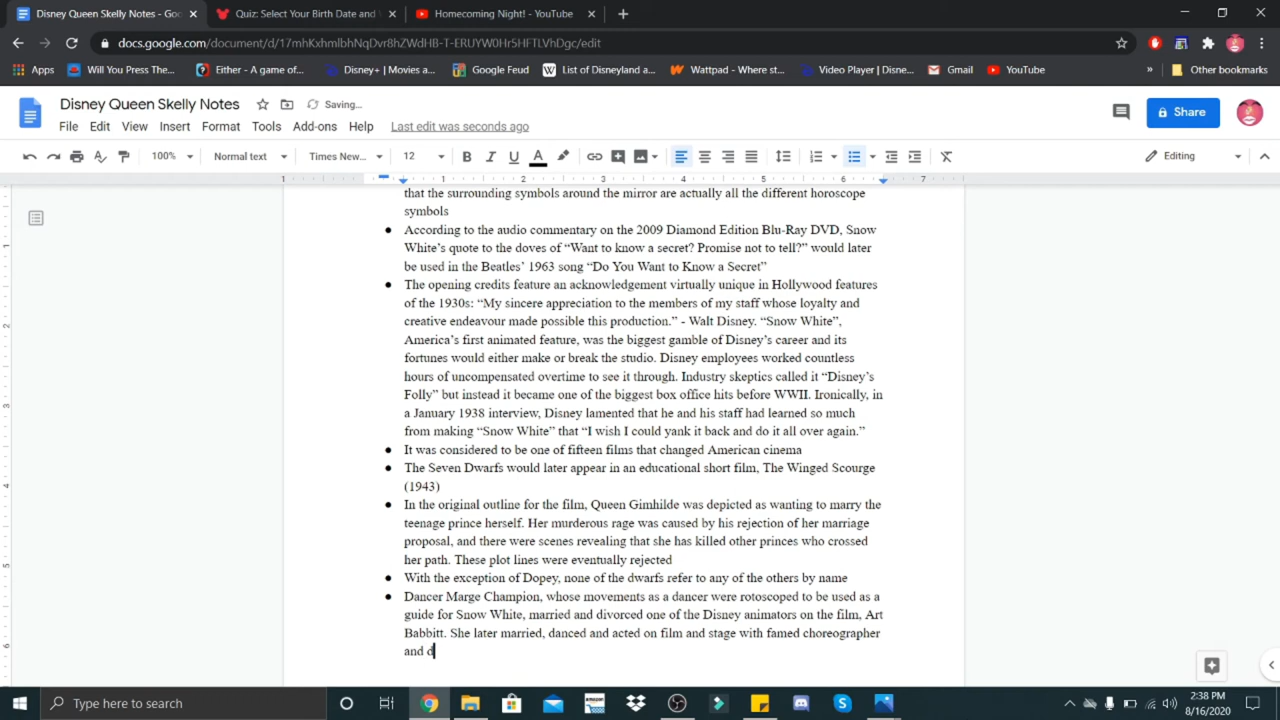 Disney Queen Skelly Notes - Goo
Quiz: Select Your Birth Date and
Homecoming Night! - YouTube
docs.google.com/document/d/17mhKxhmlbhNqDvr8hZWdHB-T-ERUYW0Hr5HFTLVhDgc/edit
Apps
Will You Press The...
Either - A game of...
Disney+ | Movies a...
Google Feud
List of Disneyland a...
Wattpad - Where st...
Video Player | Disne...
Gmail
YouTube
»
Other bookmarks
Disney Queen Skelly Notes
Saving...
Share
File Edit View Insert Format Tools Add-ons Help Last edit was seconds ago
100% Normal text Times New... 12 B I U A Editing
1 1 2 3 4 5 6 7
that the surrounding symbols around the mirror are actually all the different horoscope
symbols
● According to the audio commentary on the 2009 Diamond Edition Blu-Ray DVD, Snow
White's quote to the doves of “Want to know a secret? Promise not to tell?” would later
be used in the Beatles' 1963 song “Do You Want to Know a Secret”
● The opening credits feature an acknowledgement virtually unique in Hollywood features
of the 1930s: “My sincere appreciation to the members of my staff whose loyalty and
creative endeavour made possible this production.” - Walt Disney. “Snow White”,
America's first animated feature, was the biggest gamble of Disney's career and its
fortunes would either make or break the studio. Disney employees worked countless
hours of uncompensated overtime to see it through. Industry skeptics called it “Disney's
Folly” but instead it became one of the biggest box office hits before WWII. Ironically, in
a January 1938 interview, Disney lamented that he and his staff had learned so much
from making “Snow White” that “I wish I could yank it back and do it all over again.”
● It was considered to be one of fifteen films that changed American cinema
● The Seven Dwarfs would later appear in an educational short film, The Winged Scourge
(1943)
● In the original outline for the film, Queen Gimhilde was depicted as wanting to marry the
teenage prince herself. Her murderous rage was caused by his rejection of her marriage
proposal, and there were scenes revealing that she has killed other princes who crossed
her path. These plot lines were eventually rejected
● With the exception of Dopey, none of the dwarfs refer to any of the others by name
● Dancer Marge Champion, whose movements as a dancer were rotoscoped to be used as a
guide for Snow White, married and divorced one of the Disney animators on the film, Art
Babbitt. She later married, danced and acted on film and stage with famed choreographer
and d
1
2
3
4
5
6
Type here to search
2:38 PM
8/16/2020